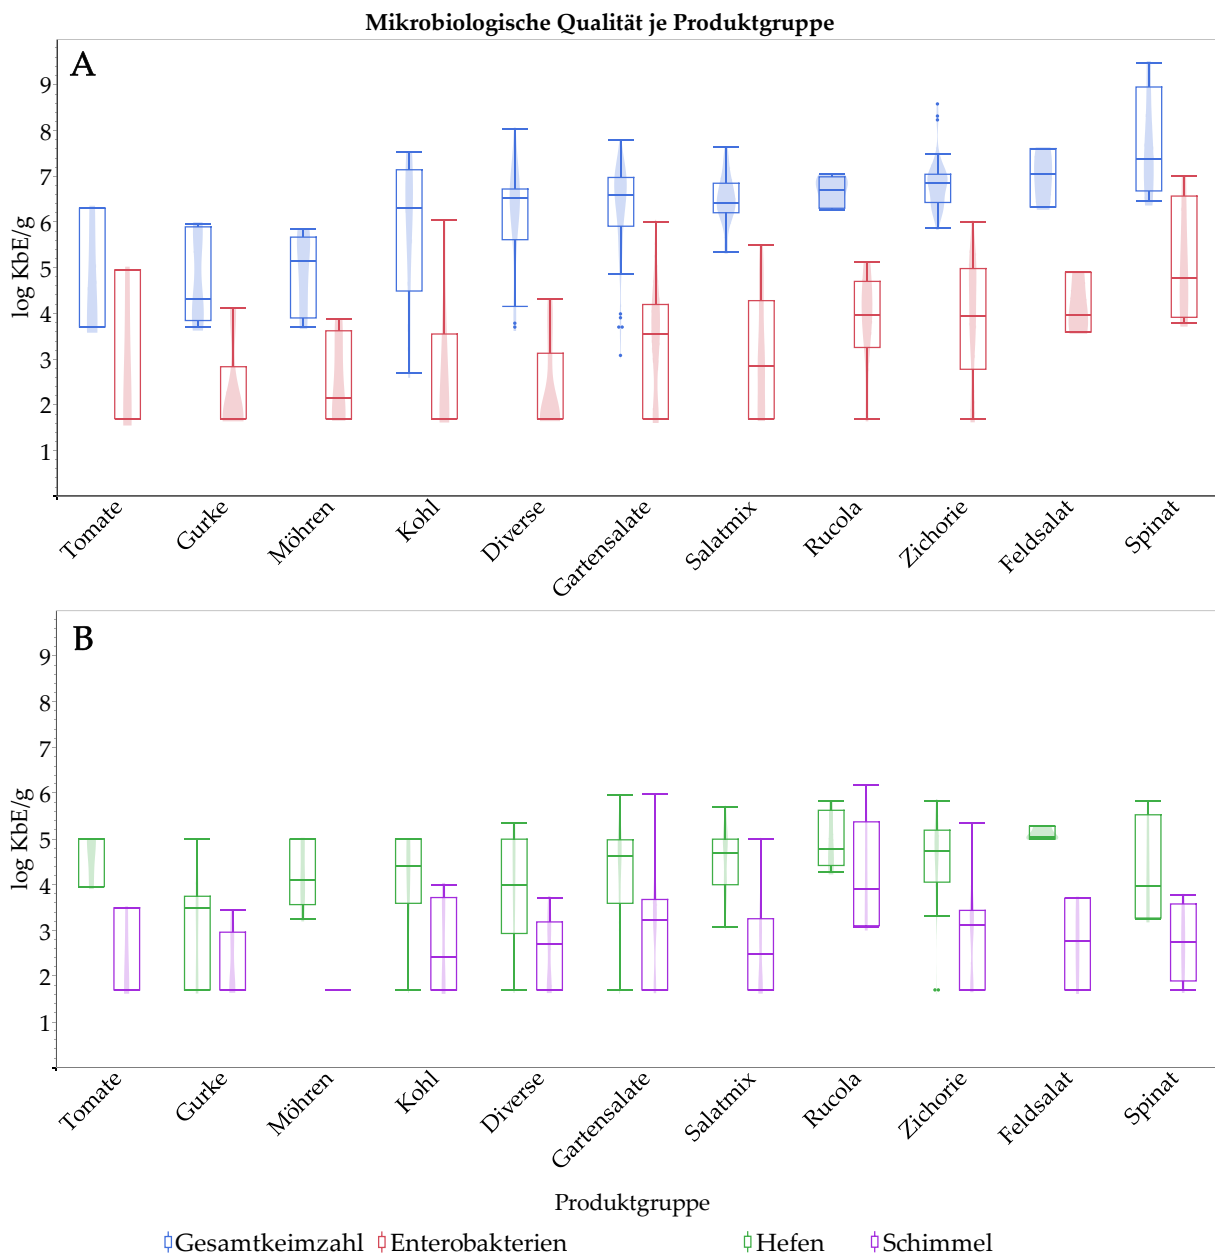 Mikrobiologische Qualität je Produktgruppe
A
9
8
7
6
5
4
3
2
1
log KbE/g
Tomate
Gurke
Möhren
Kohl
Diverse
Gartensalate
Salatmix
Rucola
Zichorie
Feldsalat
Spinat
B
9
8
7
6
5
4
3
2
1
log KbE/g
Tomate
Gurke
Möhren
Kohl
Diverse
Gartensalate
Salatmix
Rucola
Zichorie
Feldsalat
Spinat
Produktgruppe
Gesamtkeimzahl Enterobakterien Hefen Schimmel